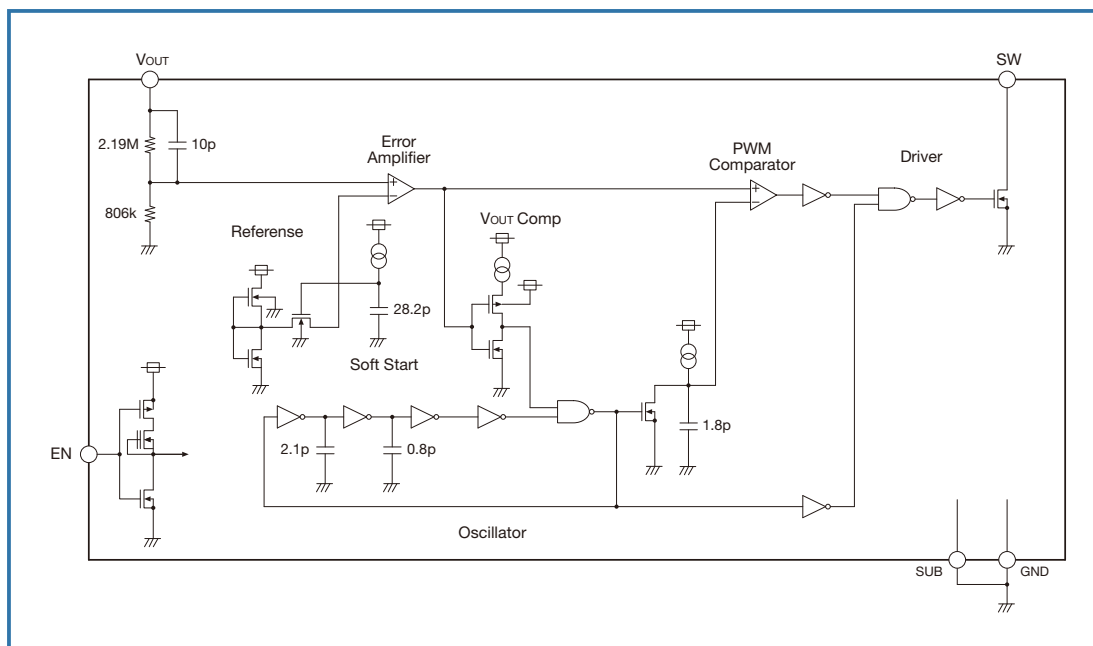 VOUT
SW
2.19M
10p
Error
Amplifier
PWM
Comparator
Driver
806k
Referense
VOUT Comp
28.2p
Soft Start
EN
2.1p
0.8p
1.8p
Oscillator
SUB
GND